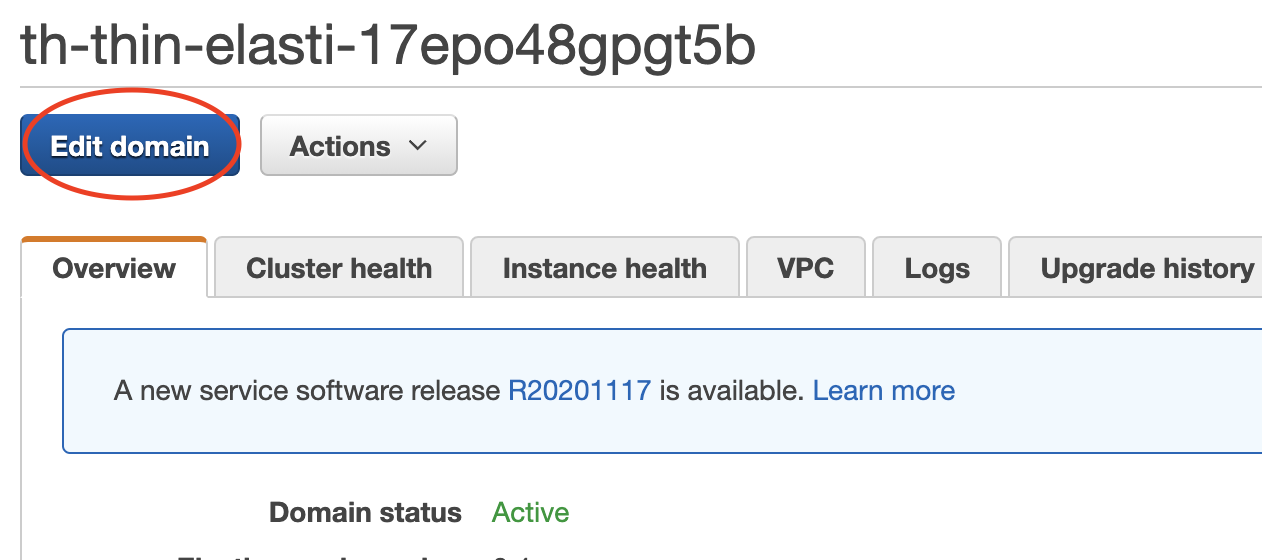 th-thin-elasti-17epo48gpgt5b
Edit domain Actions
Overview Cluster health Instance health VPC Logs Upgrade history
A new service software release R20201117 is available. Learn more
Domain status Active